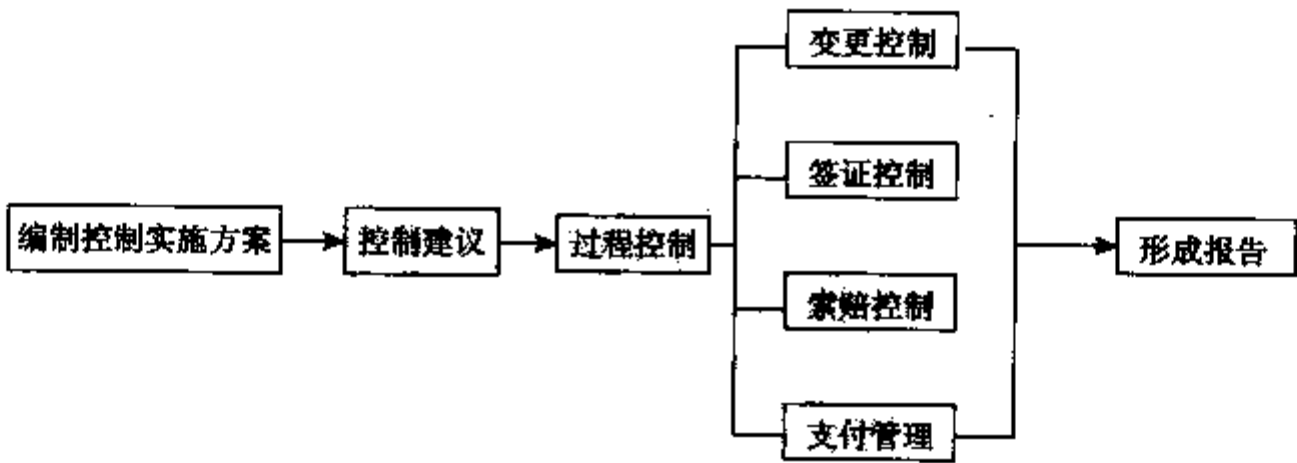 编制控制实施方案
控制建议
过程控制
变更控制
签证控制
索赔控制
支付管理
形成报告